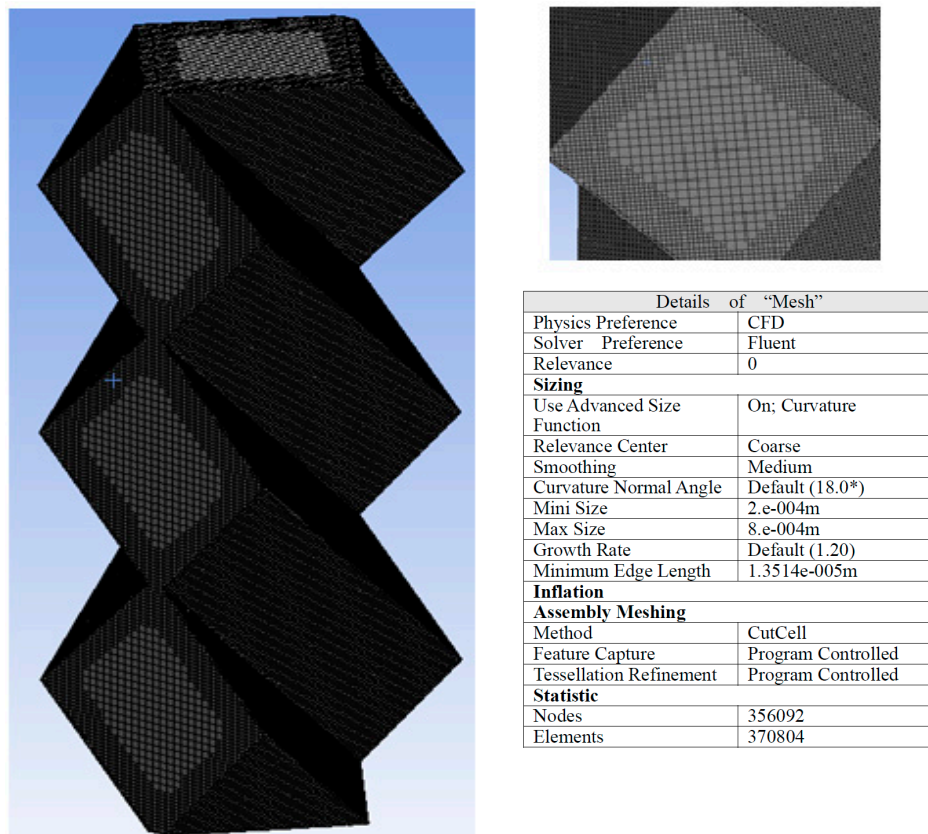 Details of “Mesh”
Physics Preference CFD
Solver Preference Fluent
Relevance 0
Sizing
Use Advanced Size On; Curvature
Function
Relevance Center Coarse
Smoothing Medium
Curvature Normal Angle Default (18.0*)
Mini Size 2.e-004m
Max Size 8.e-004m
Growth Rate Default (1.20)
Minimum Edge Length 1.3514e-005m
Inflation
Assembly Meshing
Method CutCell
Feature Capture Program Controlled
Tessellation Refinement Program Controlled
Statistic
Nodes 356092
Elements 370804